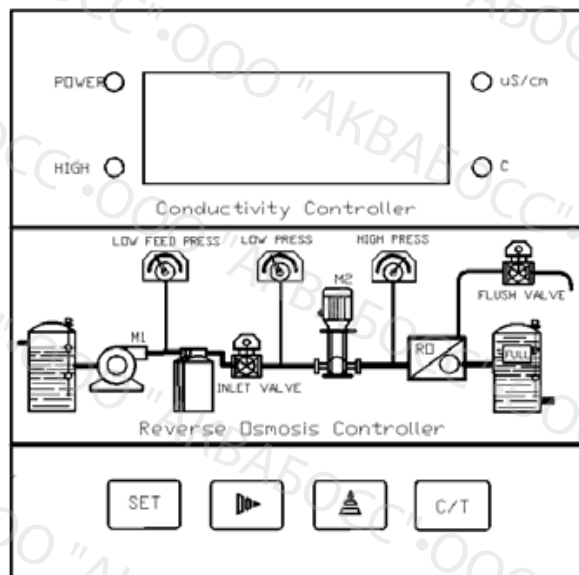 POWER
uS/cm
HIGH
C
Conductivity Controller
LOW FEED PRESS
LOW PRESS
HIGH PRESS
M2
FLUSH VALVE
M1
RO
FULL
INLET VALVE
Reverse Osmosis Controller
SET
C/T
ООО "АКВАБОСС"